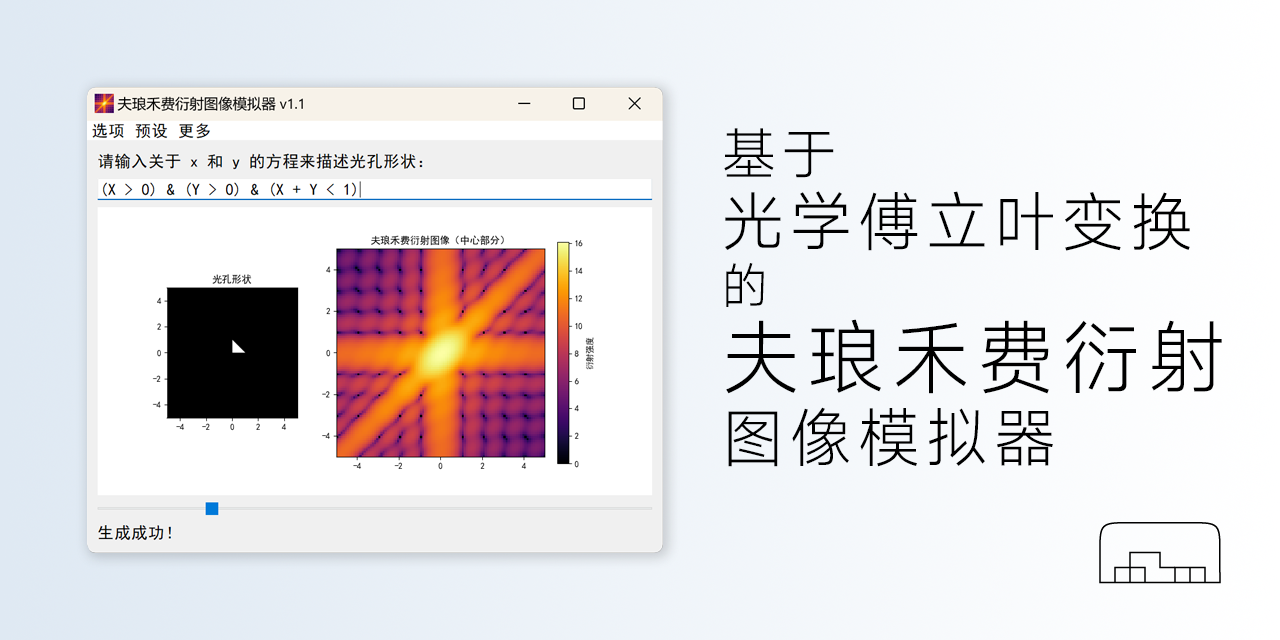 夫琅禾费衍射图像模拟器 v1.1
选项 预设 更多
请输入关于 x 和 y 的方程来描述光孔形状：
(X > 0) & (Y > 0) & (X + Y < 1)
光孔形状
4
2
0
−2
−4
−4 −2 0 2 4
夫琅禾费衍射图像（中心部分）
4
2
0
−2
−4
−4 −2 0 2 4
16
14
12
10
8
6
4
2
0
衍射强度
生成成功！
基于
光学傅立叶变换
的
夫琅禾费衍射
图像模拟器